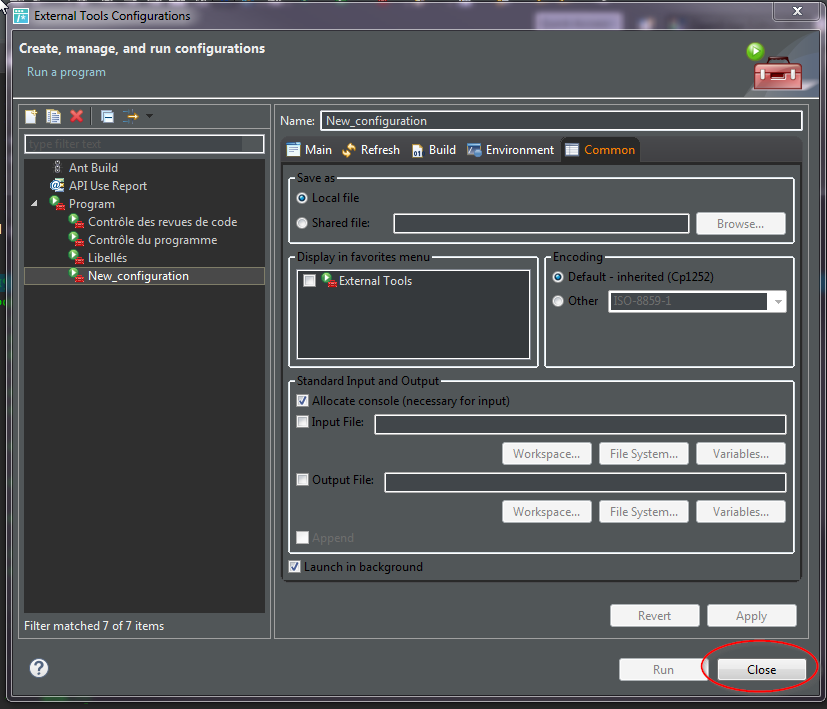 External Tools Configurations
Create, manage, and run configurations
Run a program
type filter text
Ant Build
API Use Report
Program
Contrôle des revues de code
Contrôle du programme
Libellés
New_configuration
Filter matched 7 of 7 items
Name: New_configuration
Main Refresh Build Environment Common
Save as
Local file
Shared file: Browse...
Display in favorites menu
External Tools
Encoding
Default - inherited (Cp1252)
Other ISO-8859-1
Standard Input and Output
Allocate console (necessary for input)
Input File:
Workspace... File System... Variables...
Output File:
Workspace... File System... Variables...
Append
Launch in background
Revert Apply
Run Close